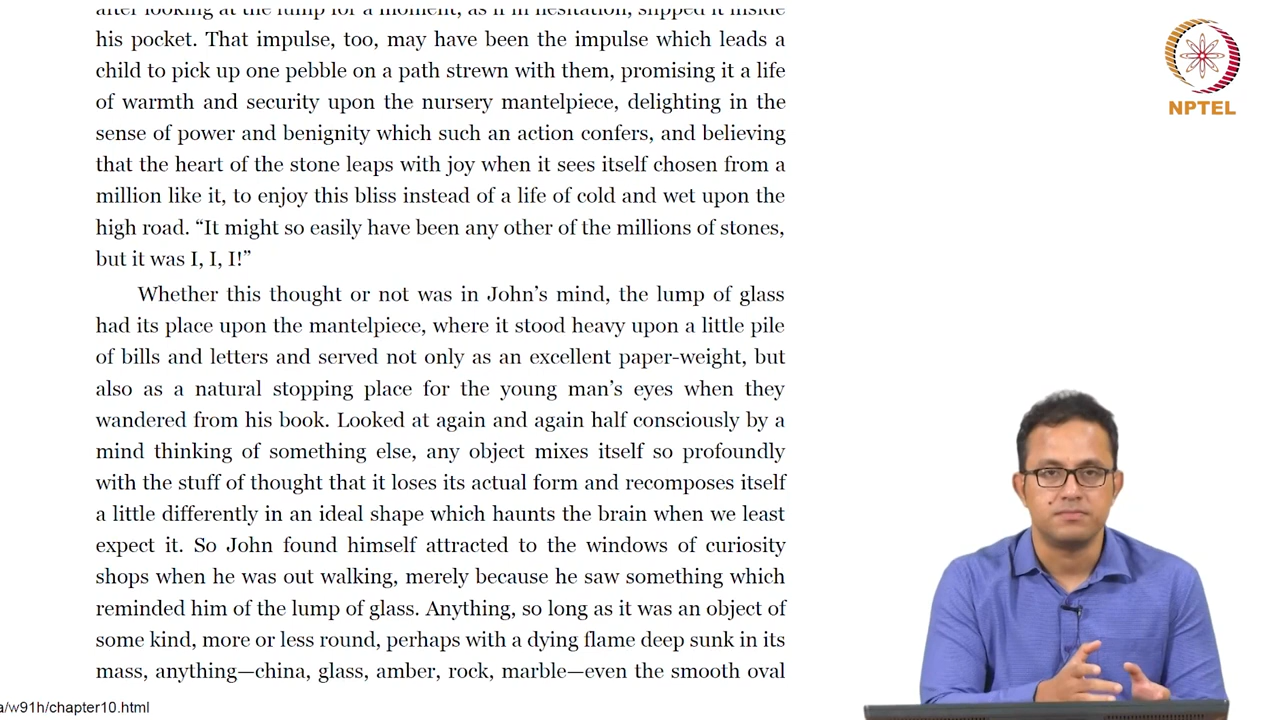 after looking at the lump for a moment, as if in hesitation, slipped it inside
his pocket. That impulse, too, may have been the impulse which leads a
child to pick up one pebble on a path strewn with them, promising it a life
of warmth and security upon the nursery mantelpiece, delighting in the
sense of power and benignity which such an action confers, and believing
that the heart of the stone leaps with joy when it sees itself chosen from a
million like it, to enjoy this bliss instead of a life of cold and wet upon the
high road. “It might so easily have been any other of the millions of stones,
but it was I, I, I!”
Whether this thought or not was in John’s mind, the lump of glass
had its place upon the mantelpiece, where it stood heavy upon a little pile
of bills and letters and served not only as an excellent paper-weight, but
also as a natural stopping place for the young man’s eyes when they
wandered from his book. Looked at again and again half consciously by a
mind thinking of something else, any object mixes itself so profoundly
with the stuff of thought that it loses its actual form and recomposes itself
a little differently in an ideal shape which haunts the brain when we least
expect it. So John found himself attracted to the windows of curiosity
shops when he was out walking, merely because he saw something which
reminded him of the lump of glass. Anything, so long as it was an object of
some kind, more or less round, perhaps with a dying flame deep sunk in its
mass, anything—china, glass, amber, rock, marble—even the smooth oval
a/w91h/chapter10.html
NPTEL